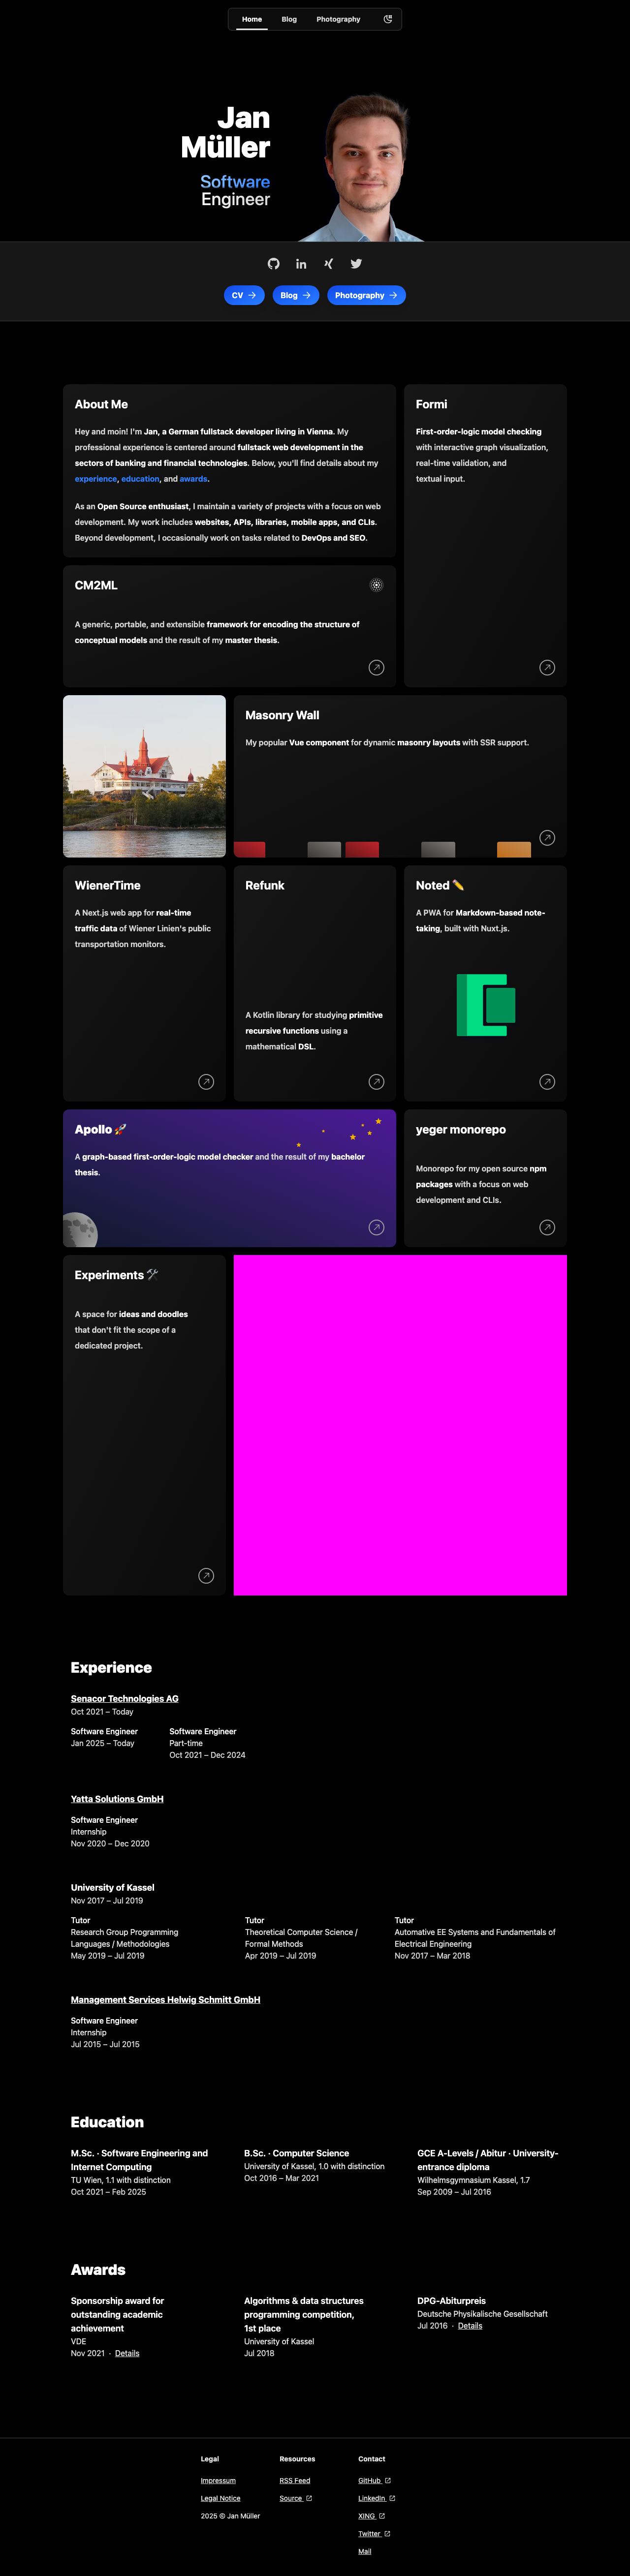 Home Blog Photography
Jan
Müller
Software
Engineer
CV Blog Photography
About Me
Hey and moin! I'm Jan, a German fullstack developer living in Vienna. My
professional experience is centered around fullstack web development in the
sectors of banking and financial technologies. Below, you'll find details about my
experience, education, and awards.
As an Open Source enthusiast, I maintain a variety of projects with a focus on web
development. My work includes websites, APIs, libraries, mobile apps, and CLIs.
Beyond development, I occasionally work on tasks related to DevOps and SEO.
Formi
First-order-logic model checking
with interactive graph visualization,
real-time validation, and
textual input.
CM2ML
A generic, portable, and extensible framework for encoding the structure of
conceptual models and the result of my master thesis.
Masonry Wall
My popular Vue component for dynamic masonry layouts with SSR support.
WienerTime
A Next.js web app for real-time
traffic data of Wiener Linien's public
transportation monitors.
Refunk
A Kotlin library for studying primitive
recursive functions using a
mathematical DSL.
Noted ✏️
A PWA for Markdown-based note-
taking, built with Nuxt.js.
Apollo 🚀
A graph-based first-order-logic model checker and the result of my bachelor
thesis.
yeger monorepo
Monorepo for my open source npm
packages with a focus on web
development and CLIs.
Experiments 🛠️
A space for ideas and doodles
that don't fit the scope of a
dedicated project.
Experience
Senacor Technologies AG
Oct 2021 – Today
Software Engineer
Jan 2025 – Today
Software Engineer
Part-time
Oct 2021 – Dec 2024
Yatta Solutions GmbH
Software Engineer
Internship
Nov 2020 – Dec 2020
University of Kassel
Nov 2017 – Jul 2019
Tutor
Research Group Programming
Languages / Methodologies
May 2019 – Jul 2019
Tutor
Theoretical Computer Science /
Formal Methods
Apr 2019 – Jul 2019
Tutor
Automative EE Systems and Fundamentals of
Electrical Engineering
Nov 2017 – Mar 2018
Management Services Helwig Schmitt GmbH
Software Engineer
Internship
Jul 2015 – Jul 2015
Education
M.Sc. · Software Engineering and
Internet Computing
TU Wien, 1.1 with distinction
Oct 2021 – Feb 2025
B.Sc. · Computer Science
University of Kassel, 1.0 with distinction
Oct 2016 – Mar 2021
GCE A-Levels / Abitur · University-
entrance diploma
Wilhelmsgymnasium Kassel, 1.7
Sep 2009 – Jul 2016
Awards
Sponsorship award for
outstanding academic
achievement
VDE
Nov 2021 · Details
Algorithms & data structures
programming competition,
1st place
University of Kassel
Jul 2018
DPG-Abiturpreis
Deutsche Physikalische Gesellschaft
Jul 2016 · Details
Legal
Impressum
Legal Notice
2025 © Jan Müller
Resources
RSS Feed
Source
Contact
GitHub
LinkedIn
XING
Twitter
Mail